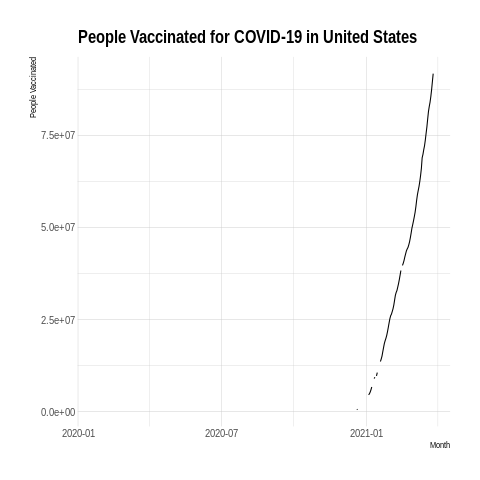 People Vaccinated for COVID-19 in United States
People Vaccinated
7.5e+07
5.0e+07
2.5e+07
0.0e+00
2020-01
2020-07
2021-01
Month